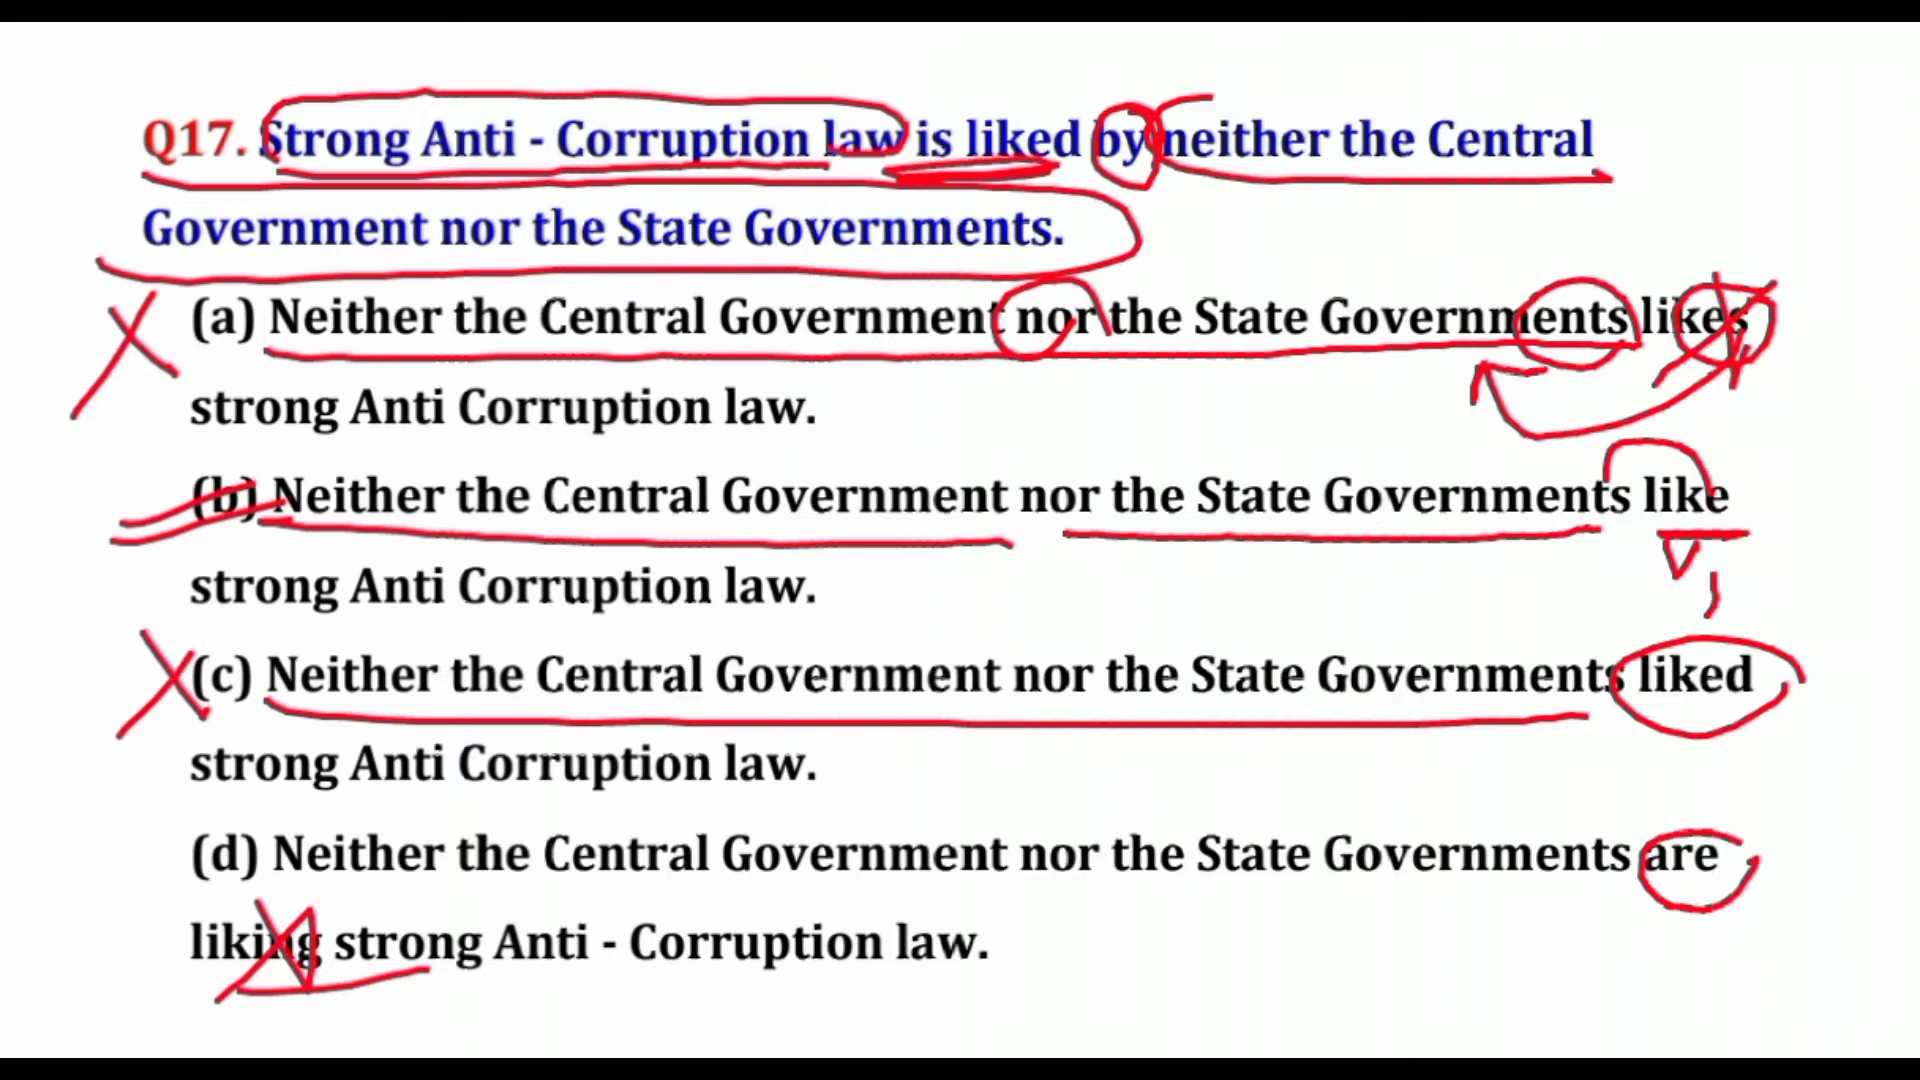 Q17. Strong Anti - Corruption law is liked by neither the Central
Government nor the State Governments.
(a) Neither the Central Government nor the State Governments likes
strong Anti Corruption law.
(b) Neither the Central Government nor the State Governments like
strong Anti Corruption law.
(c) Neither the Central Government nor the State Governments liked
strong Anti Corruption law.
(d) Neither the Central Government nor the State Governments are
liking strong Anti - Corruption law.